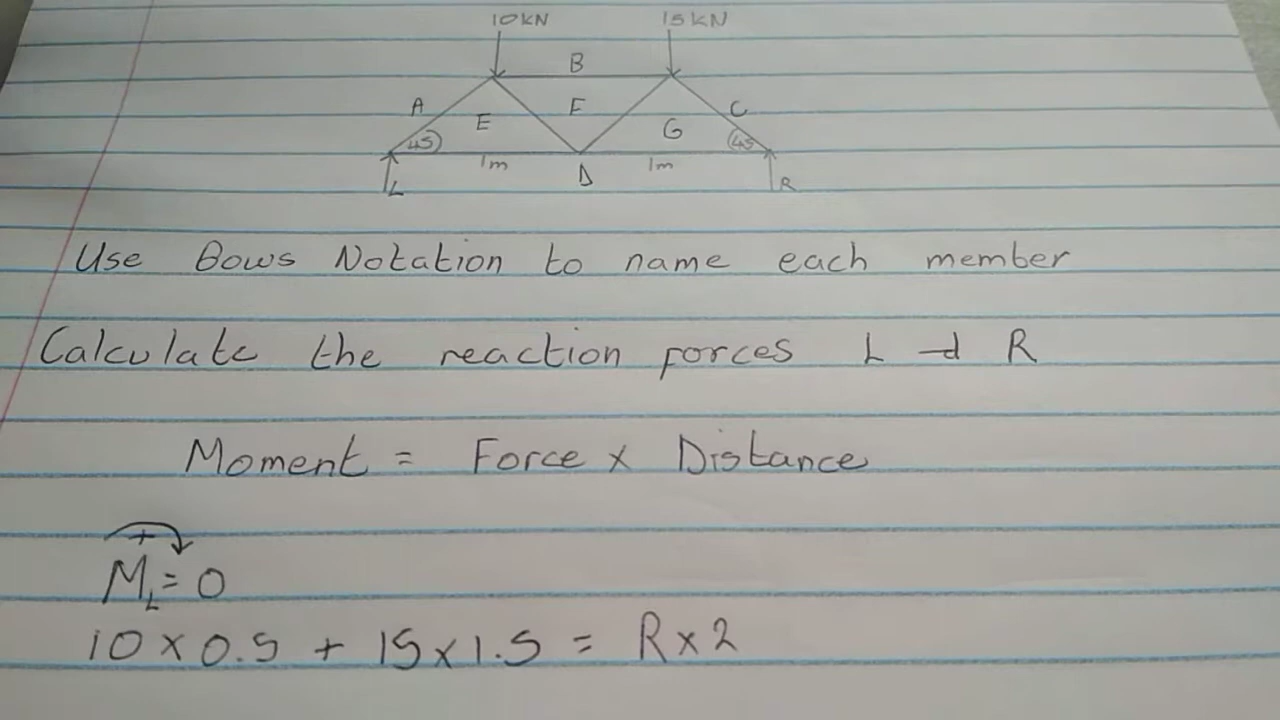 10KN 15KN
B
A E F G C
45 45
1m D 1m
L R
Use Bows Notation to name each member
Calculate the reaction forces L & R
Moment = Force x Distance
+
ML = 0
10 x 0.5 + 15 x 1.5 = R x 2